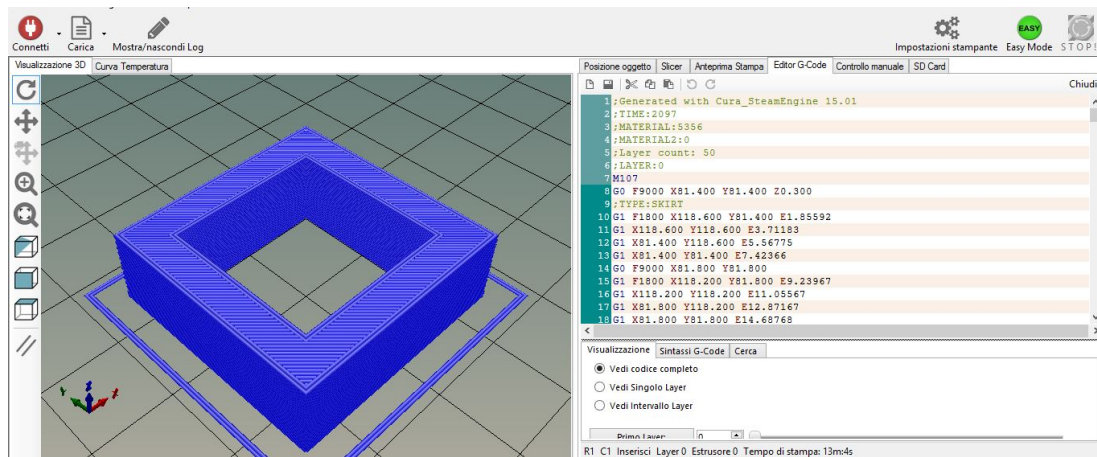 Connetti
Carica
Mostra/nascondi Log
Impostazioni stampante
EASY
Easy Mode
STOP!
Visualizzazione 3D
Curva Temperatura
Posizione oggetto
Slicer
Anteprima Stampa
Editor G-Code
Controllo manuale
SD Card
Chiudi
1 ;Generated with Cura_SteamEngine 15.01
2 ;TIME:2097
3 ;MATERIAL:5356
4 ;MATERIAL2:0
5 ;Layer count: 50
6 ;LAYER:0
7 M107
8 G0 F9000 X81.400 Y81.400 Z0.300
9 ;TYPE:SKIRT
10 G1 F1800 X118.600 Y81.400 E1.85592
11 G1 X118.600 Y118.600 E3.71183
12 G1 X81.400 Y118.600 E5.56775
13 G1 X81.400 Y81.400 E7.42366
14 G0 F9000 X81.800 Y81.800
15 G1 F1800 X118.200 Y81.800 E9.23967
16 G1 X118.200 Y118.200 E11.05567
17 G1 X81.800 Y118.200 E12.87167
18 G1 X81.800 Y81.800 E14.68768
Visualizzazione
Sintassi G-Code
Cerca
Vedi codice completo
Vedi Singolo Layer
Vedi Intervallo Layer
Primo Layer: 0
R1 C1 Inserisci Layer 0 Estrusore 0 Tempo di stampa: 13m:4s